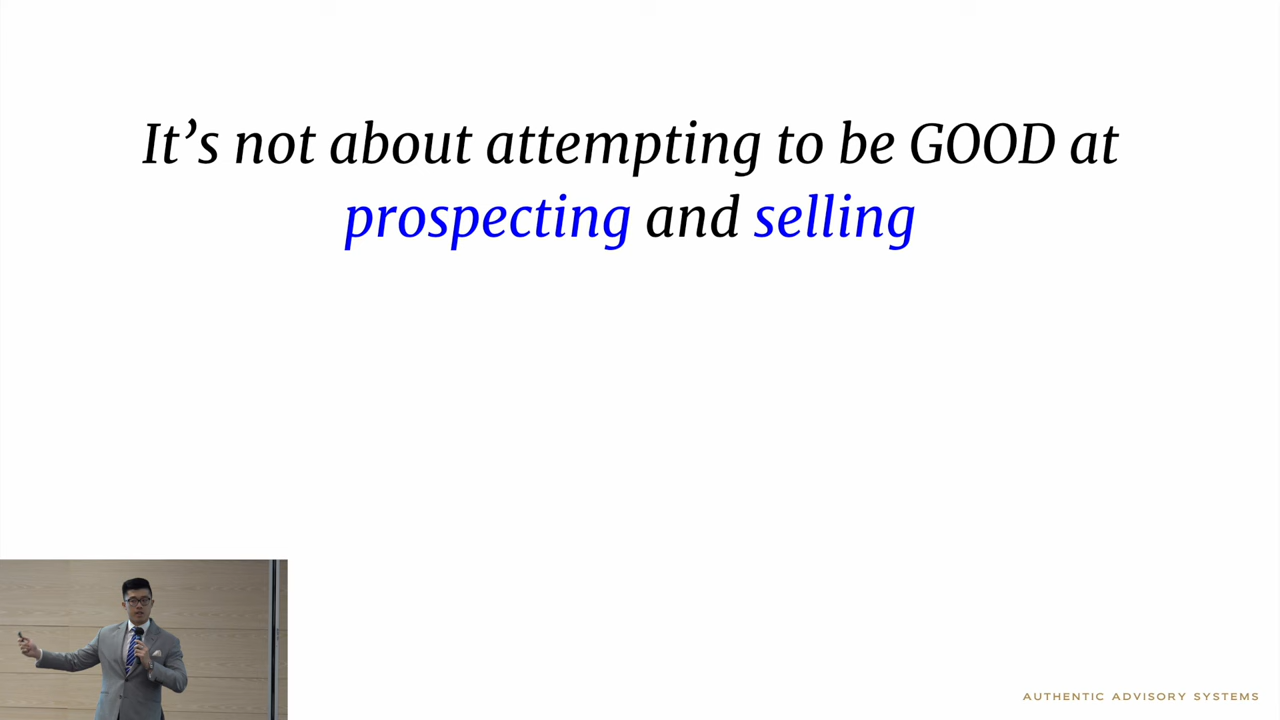 It’s not about attempting to be GOOD at
prospecting and selling
AUTHENTIC ADVISORY SYSTEMS